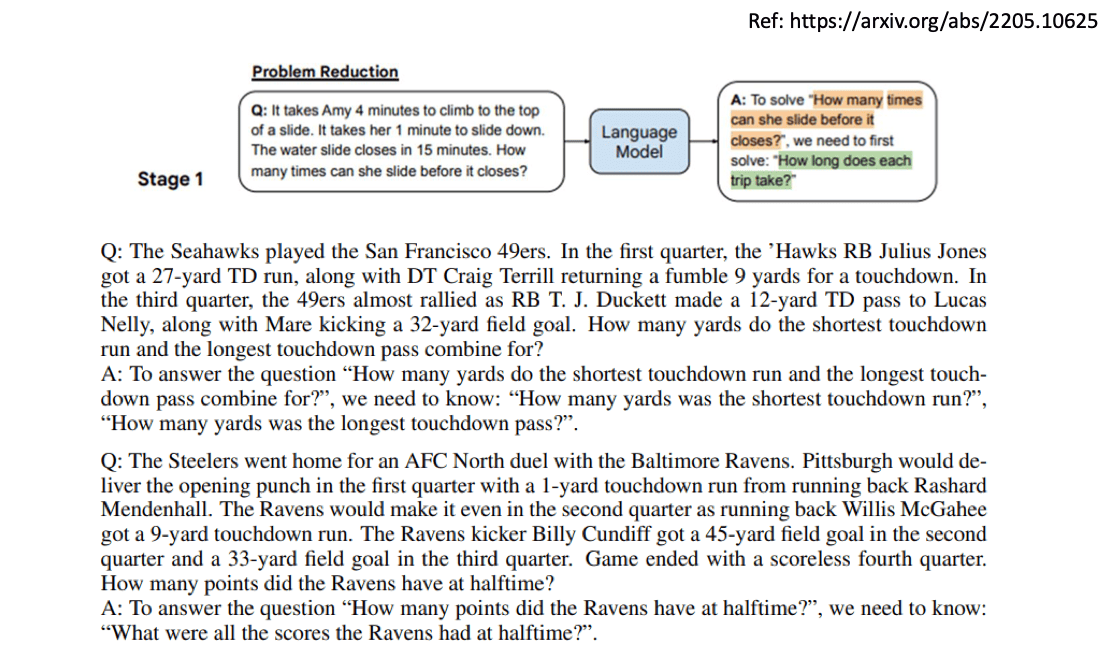 Ref: https://arxiv.org/abs/2205.10625
Problem Reduction
Q: It takes Amy 4 minutes to climb to the top
of a slide. It takes her 1 minute to slide down.
The water slide closes in 15 minutes. How
many times can she slide before it closes?
Stage 1
Language
Model
A: To solve "How many times
can she slide before it
closes?", we need to first
solve: "How long does each
trip take?"
Q: The Seahawks played the San Francisco 49ers. In the first quarter, the ’Hawks RB Julius Jones
got a 27-yard TD run, along with DT Craig Terrill returning a fumble 9 yards for a touchdown. In
the third quarter, the 49ers almost rallied as RB T. J. Duckett made a 12-yard TD pass to Lucas
Nelly, along with Mare kicking a 32-yard field goal. How many yards do the shortest touchdown
run and the longest touchdown pass combine for?
A: To answer the question “How many yards do the shortest touchdown run and the longest touch-
down pass combine for?”, we need to know: “How many yards was the shortest touchdown run?”,
“How many yards was the longest touchdown pass?”.
Q: The Steelers went home for an AFC North duel with the Baltimore Ravens. Pittsburgh would de-
liver the opening punch in the first quarter with a 1-yard touchdown run from running back Rashard
Mendenhall. The Ravens would make it even in the second quarter as running back Willis McGahee
got a 9-yard touchdown run. The Ravens kicker Billy Cundiff got a 45-yard field goal in the second
quarter and a 33-yard field goal in the third quarter. Game ended with a scoreless fourth quarter.
How many points did the Ravens have at halftime?
A: To answer the question “How many points did the Ravens have at halftime?”, we need to know:
“What were all the scores the Ravens had at halftime?”.